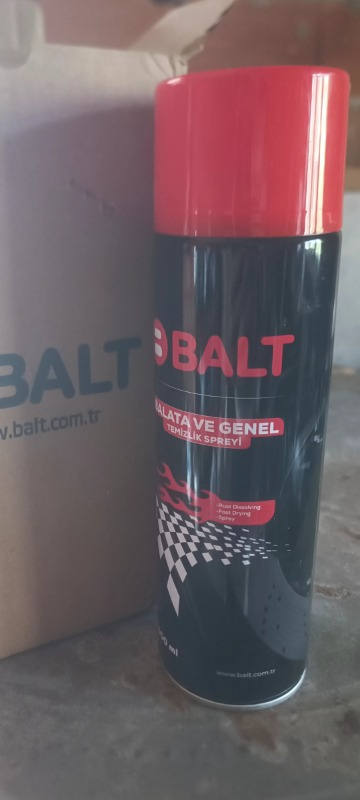 BALT
www.balt.com.tr
BALT
BALATA VE GENEL
TEMİZLİK SPREYİ
-Rust Dissolving
-Fast Drying
-Spray
ml
www.balt.com.tr